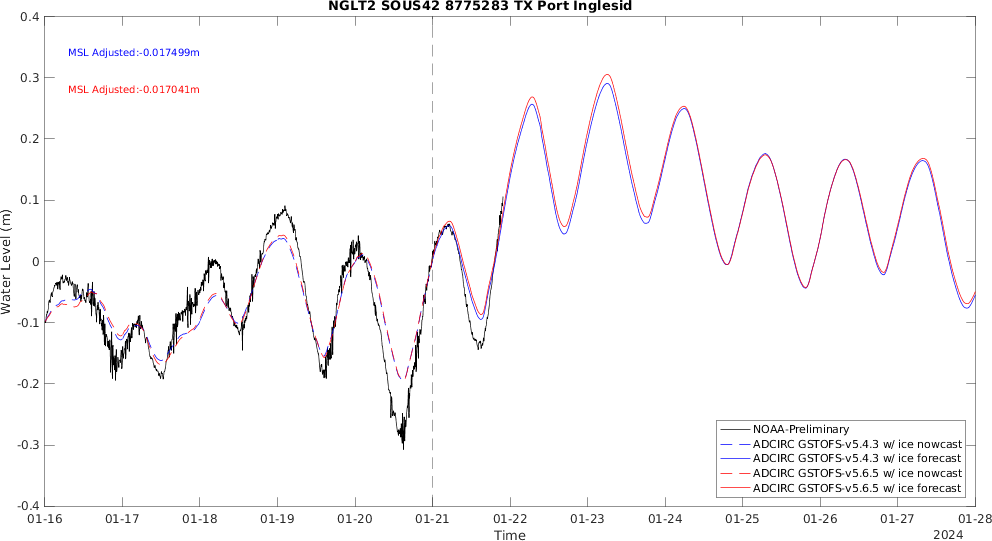 NGLT2 SOUS42 8775283 TX Port Inglesid
MSL Adjusted:-0.017499m
MSL Adjusted:-0.017041m
Water Level (m)
0.4
0.3
0.2
0.1
0
-0.1
-0.2
-0.3
-0.4
NOAA-Preliminary
ADCIRC GSTOFS-v5.4.3 w/ ice nowcast
ADCIRC GSTOFS-v5.4.3 w/ ice forecast
ADCIRC GSTOFS-v5.6.5 w/ ice nowcast
ADCIRC GSTOFS-v5.6.5 w/ ice forecast
01-16 01-17 01-18 01-19 01-20 01-21 01-22 01-23 01-24 01-25 01-26 01-27 01-28
Time
2024